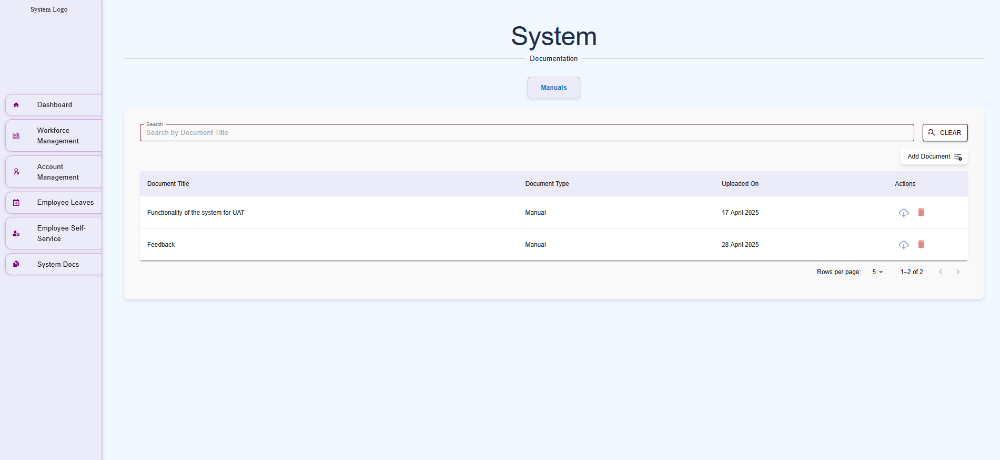 System Logo
Dashboard
Workforce
Management
Account
Management
Employee Leaves
Employee Self-
Service
System Docs
System
Documentation
Manuals
Search
Search by Document Title
CLEAR
Add Document
Document Title Document Type Uploaded On Actions
Functionality of the system for UAT Manual 17 April 2025
Feedback Manual 28 April 2025
Rows per page: 5 1–2 of 2